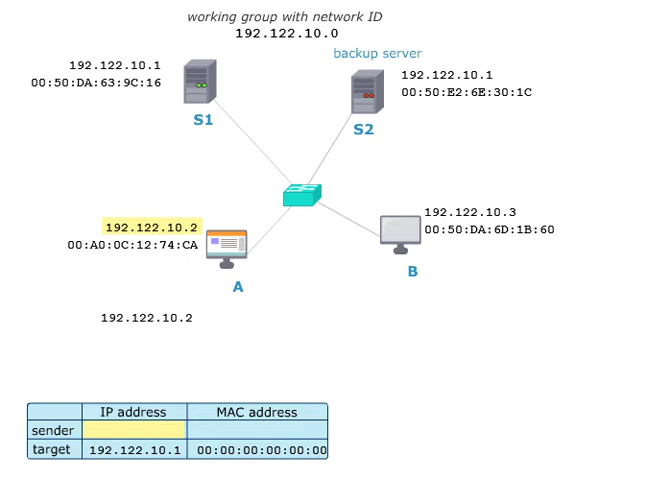 working group with network ID
192.122.10.0
backup server
192.122.10.1
00:50:DA:63:9C:16
192.122.10.1
00:50:E2:6E:30:1C
S1
S2
192.122.10.2
00:A0:0C:12:74:CA
192.122.10.3
00:50:DA:6D:1B:60
A
B
192.122.10.2
IP address MAC address
sender
target 192.122.10.1 00:00:00:00:00:00